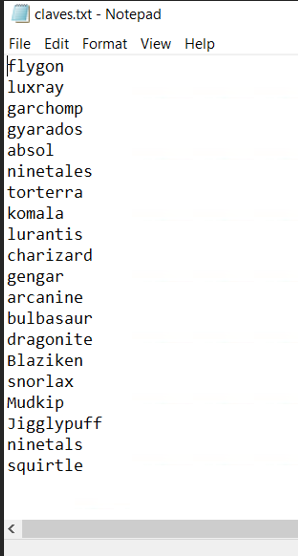 claves.txt - Notepad
File Edit Format View Help
flygon
luxray
garchomp
gyarados
absol
ninetales
torterra
komala
lurantis
charizard
gengar
arcanine
bulbasaur
dragonite
Blaziken
snorlax
Mudkip
Jigglypuff
ninetals
squirtle